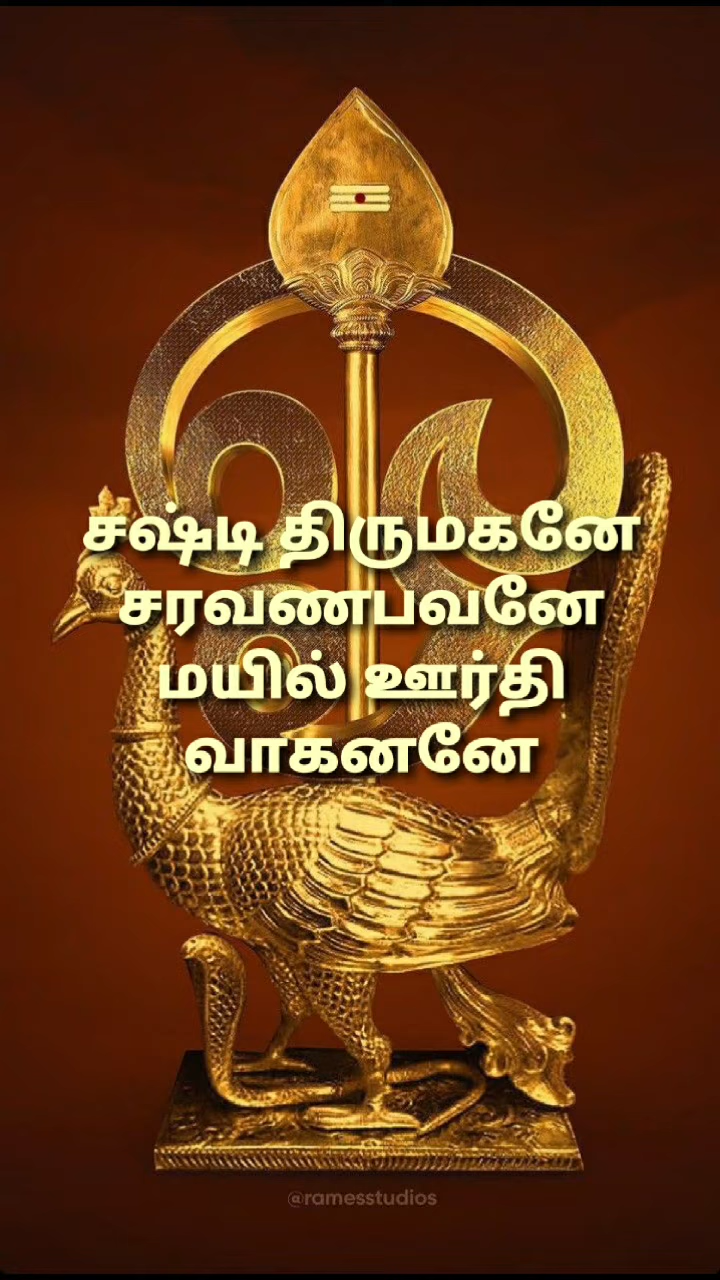 சஷ்டி திருமகனே
சரவணபவனே
மயில் ஊர்தி
வாகனனே
@ramesstudios